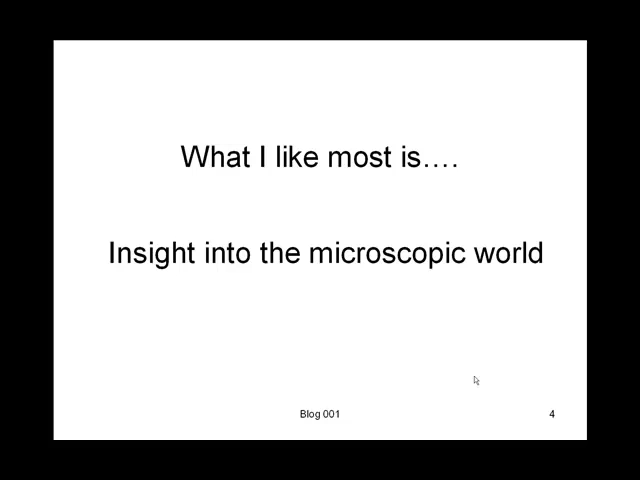 What I like most is….
Insight into the microscopic world
Blog 001
4